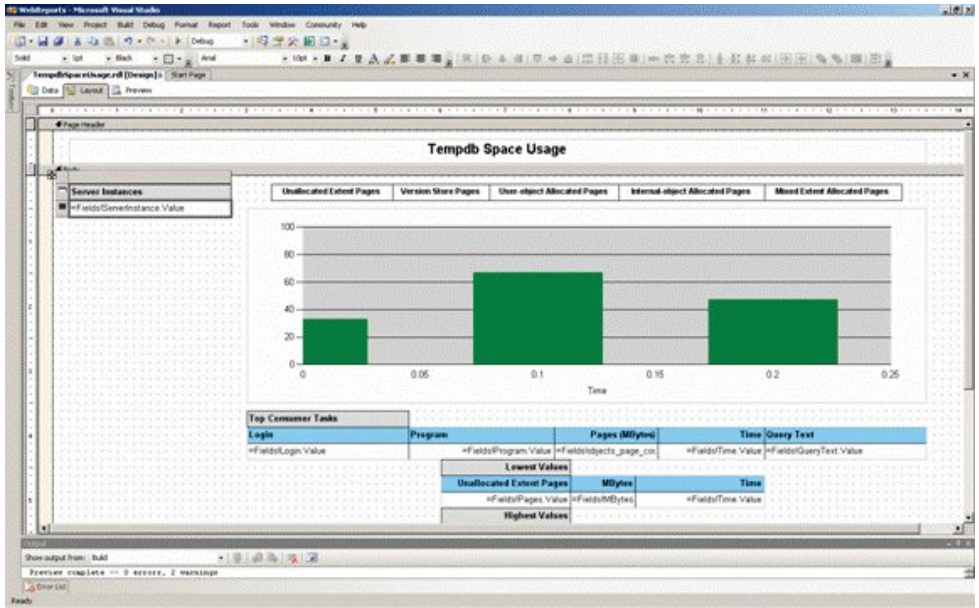 WebReports - Microsoft Visual Studio
File Edit View Project Build Debug Format Report Tools Window Community Help
Debug
Solid 1pt Black Arial 10pt B I U A
TempdbSpaceUsage.rdl [Design] Start Page
Data Layout Preview
Toolbox
Page Header
Tempdb Space Usage
Body
Server Instances
=Fields!ServerInstance.Value
Unallocated Extent Pages Version Store Pages User-object Allocated Pages Internal-object Allocated Pages Mixed Extent Allocated Pages
100
80
60
40
20
0
0 0.05 0.1 0.15 0.2 0.25
Time
Top Consumer Tasks
Login Program Pages (MBytes) Time Query Text
=Fields!Login.Value =Fields!Program.Value =Fields!objects_page_cou =Fields!Time.Value =Fields!QueryText.Value
Lowest Values
Unallocated Extent Pages MBytes Time
=Fields!Pages.Value =Fields!MBytes =Fields!Time.Value
Highest Values
Output
Show output from: Build
Preview complete -- 0 errors, 2 warnings
Error List
Ready